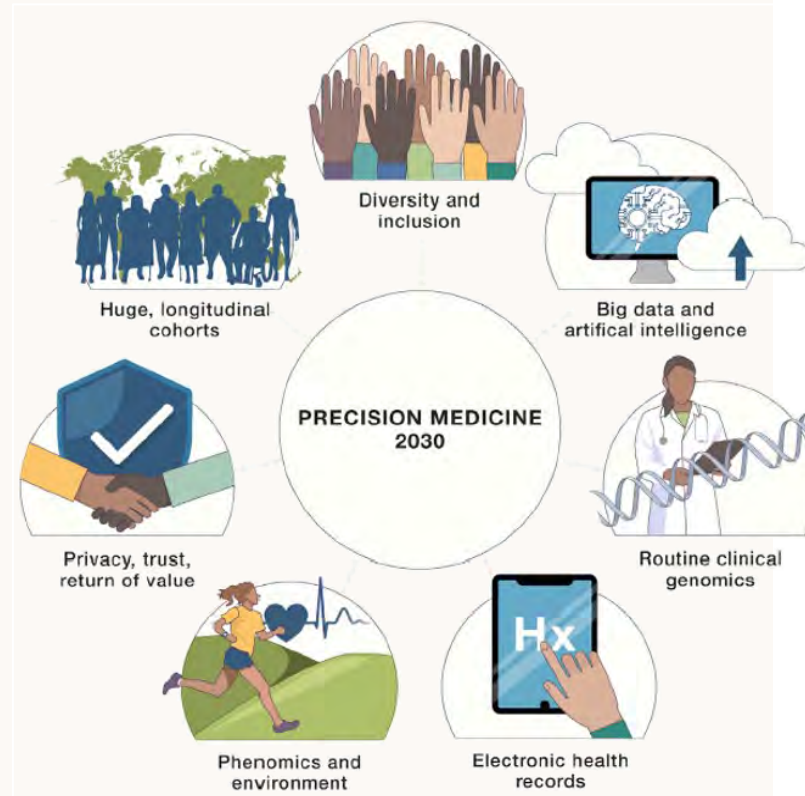 Diversity and
inclusion
Huge, longitudinal
cohorts
Big data and
artifical intelligence
PRECISION MEDICINE
2030
Privacy, trust,
return of value
Routine clinical
genomics
Hx
Phenomics and
environment
Electronic health
records